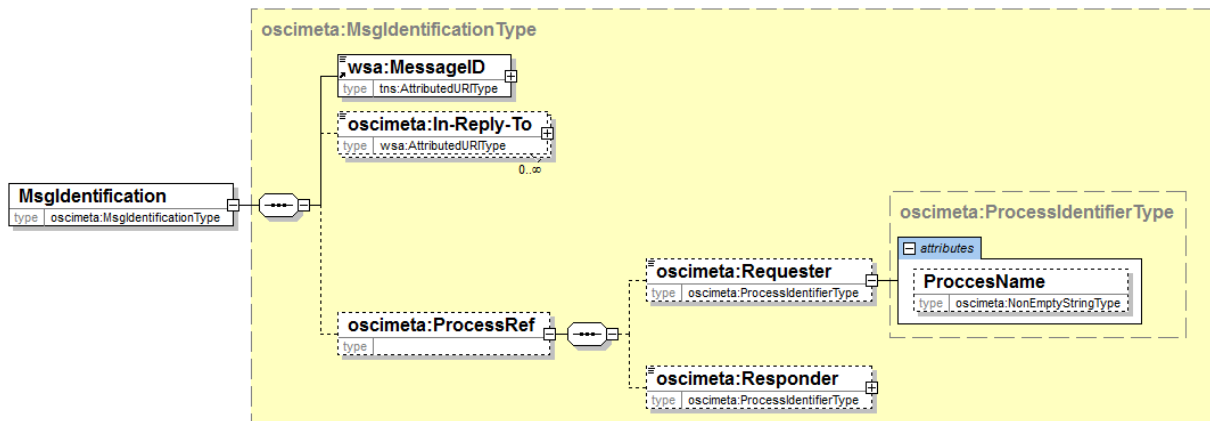 oscimeta:MsgIdentificationType
wsa:MessageID
type tns:AttributedURIType
oscimeta:In-Reply-To
type wsa:AttributedURIType
0..∞
MsgIdentification
type oscimeta:MsgIdentificationType
oscimeta:ProcessIdentifierType
attributes
oscimeta:Requester
type oscimeta:ProcessIdentifierType
ProccesName
type oscimeta:NonEmptyStringType
oscimeta:ProcessRef
type
oscimeta:Responder
type oscimeta:ProcessIdentifierType